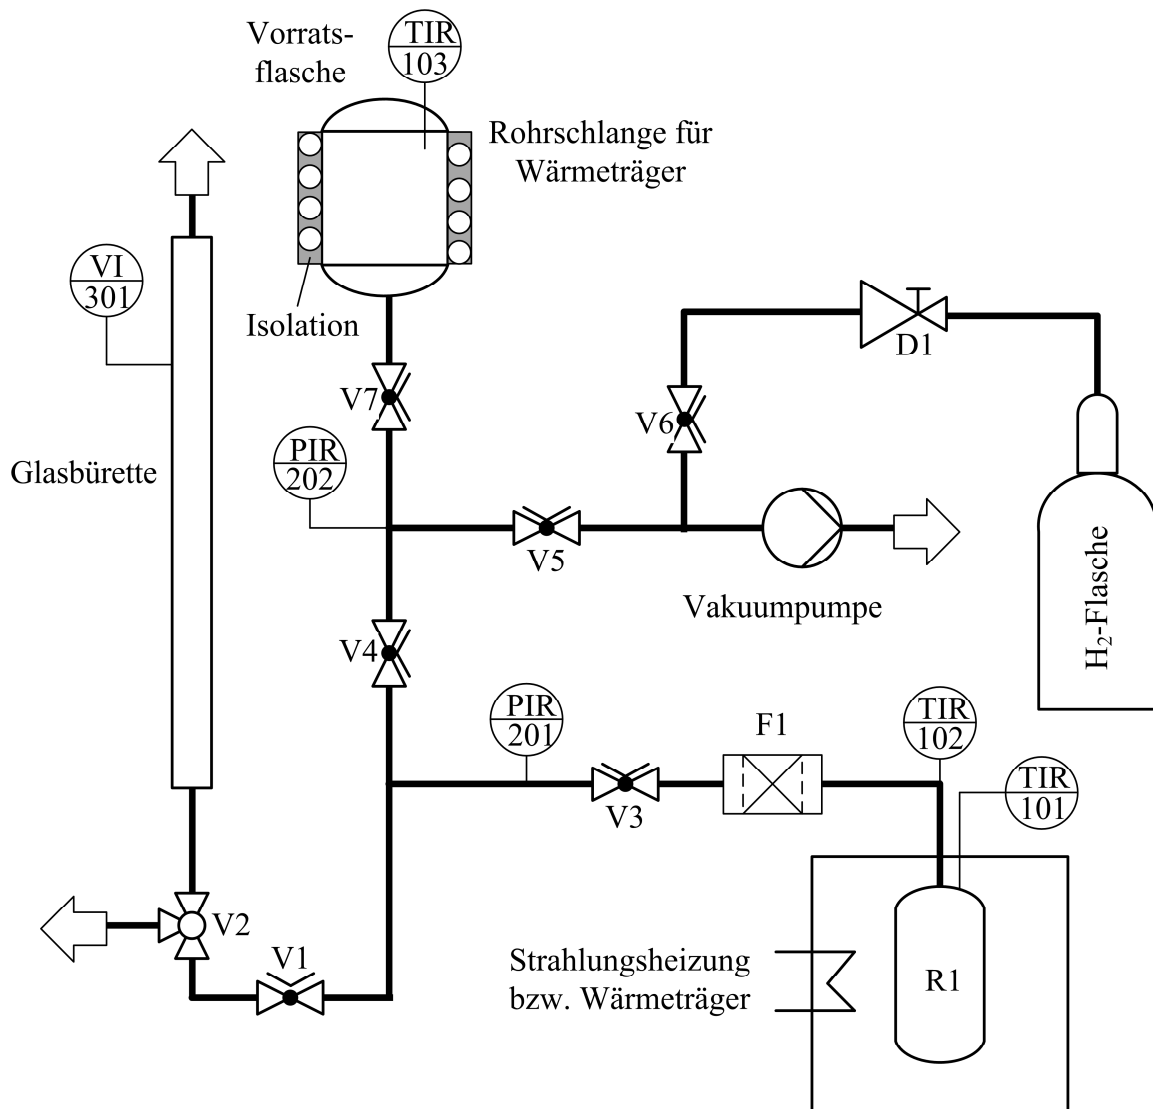 Vorrats-
flasche
TIR
103
Rohrschlange für
Wärmeträger
VI
301
Isolation
D1
V7
V6
PIR
202
Glasbürette
V5
Vakuumpumpe
H₂-Flasche
V4
PIR
201
F1
TIR
102
TIR
101
V3
V2
V1
Strahlungsheizung
bzw. Wärmeträger
R1